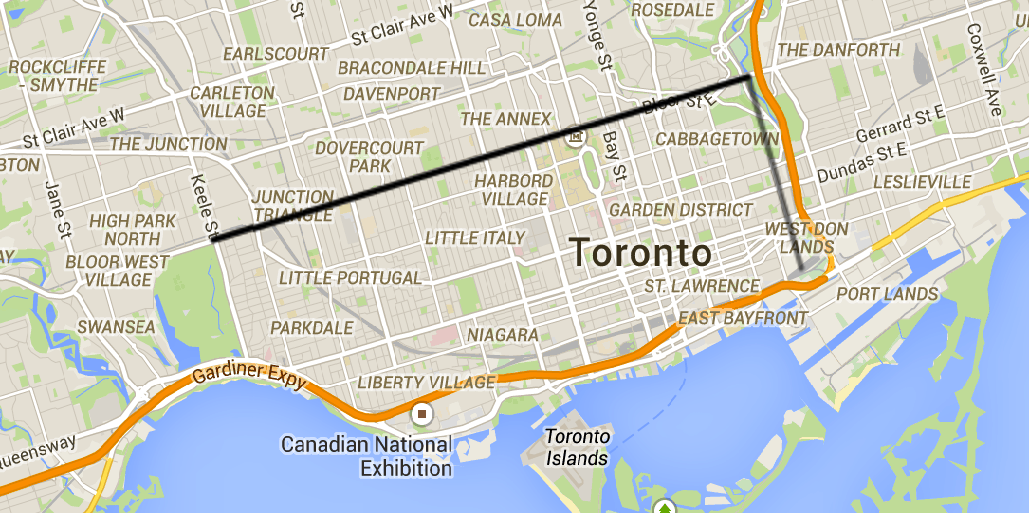 ROSEDALE
CASA LOMA
St
Yonge St
St Clair Ave W
EARLSCOURT
THE DANFORTH
Coxwell Ave
ROCKCLIFFE
- SMYTHE
BRACONDALE HILL
CARLETON
VILLAGE
DAVENPORT
Bloor St E
St Clair Ave W
THE ANNEX
Gerrard St E
THE JUNCTION
DOVERCOURT
PARK
CABBAGETOWN
Bay St
Dundas St E
BTON
Jane St
Keele St
JUNCTION
TRIANGLE
HARBORD
VILLAGE
LESLIEVILLE
HIGH PARK
NORTH
GARDEN DISTRICT
LITTLE ITALY
WEST DON
LANDS
AY
BLOOR WEST
VILLAGE
Toronto
LITTLE PORTUGAL
ST. LAWRENCE
PORT LANDS
SWANSEA
PARKDALE
NIAGARA
EAST BAYFRONT
Gardiner Expy
LIBERTY VILLAGE
Canadian National
Exhibition
Toronto
Islands
ueensway